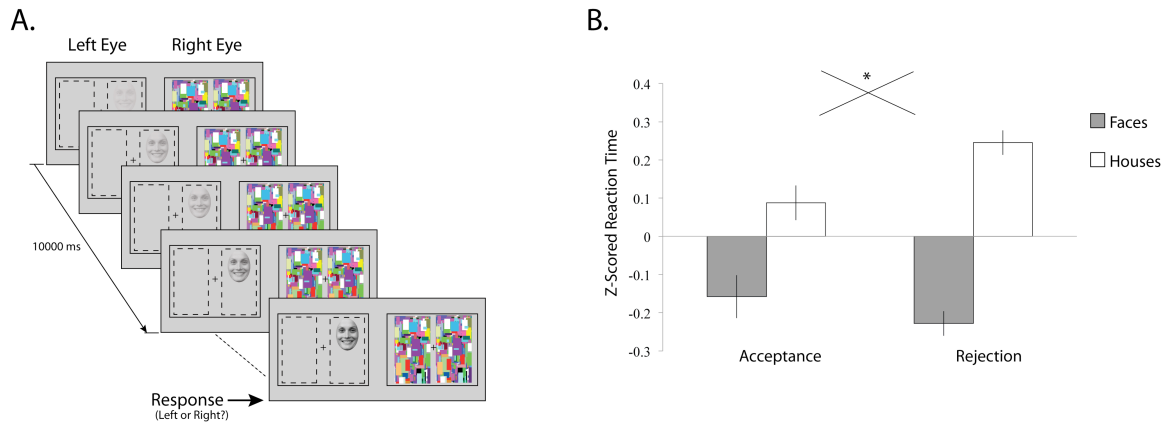 A.
Left Eye
Right Eye
+
+
+
+
+
+
+
+
+
+
10000 ms
Response
(Left or Right?)
B.
*
Z-Scored Reaction Time
0.4
0.3
0.2
0.1
0
-0.1
-0.2
-0.3
Acceptance
Rejection
Faces
Houses